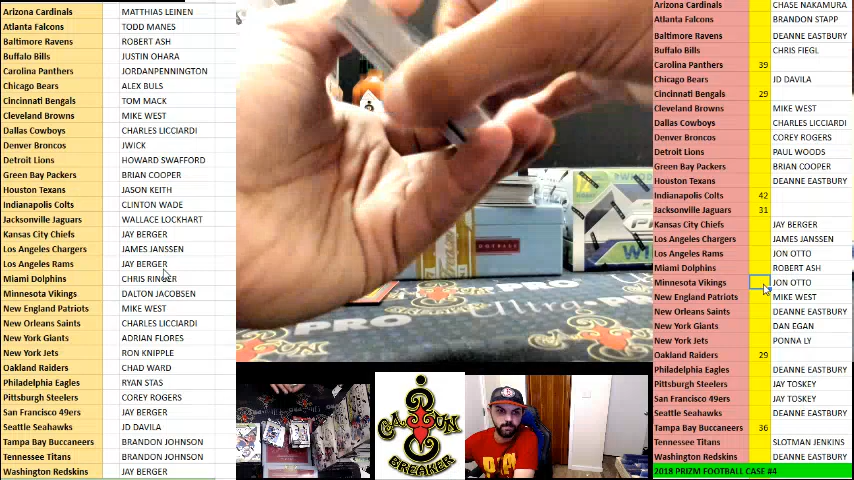 Arizona Cardinals MATTHIAS LEINEN
Atlanta Falcons TODD MANES
Baltimore Ravens ROBERT ASH
Buffalo Bills JUSTIN OHARA
Carolina Panthers JORDANPENNINGTON
Chicago Bears ALEX BULS
Cincinnati Bengals TOM MACK
Cleveland Browns MIKE WEST
Dallas Cowboys CHARLES LICCIARDI
Denver Broncos JWICK
Detroit Lions HOWARD SWAFFORD
Green Bay Packers BRIAN COOPER
Houston Texans JASON KEITH
Indianapolis Colts CLINTON WADE
Jacksonville Jaguars WALLACE LOCKHART
Kansas City Chiefs JAY BERGER
Los Angeles Chargers JAMES JANSSEN
Los Angeles Rams JAY BERGER
Miami Dolphins CHRIS RINGER
Minnesota Vikings DALTON JACOBSEN
New England Patriots MIKE WEST
New Orleans Saints CHARLES LICCIARDI
New York Giants ADRIAN FLORES
New York Jets RON KNIPPLE
Oakland Raiders CHAD WARD
Philadelphia Eagles RYAN STAS
Pittsburgh Steelers COREY ROGERS
San Francisco 49ers JAY BERGER
Seattle Seahawks JD DAVILA
Tampa Bay Buccaneers BRANDON JOHNSON
Tennessee Titans BRANDON JOHNSON
Washington Redskins JAY BERGER
PRO
Ultra PRO
CA.GUN
BREAKER
Arizona Cardinals CHASE NAKAMURA
Atlanta Falcons BRANDON STAPP
Baltimore Ravens DEANNE EASTBURY
Buffalo Bills CHRIS FIEGL
Carolina Panthers 39
Chicago Bears JD DAVILA
Cincinnati Bengals 29
Cleveland Browns MIKE WEST
Dallas Cowboys CHARLES LICCIARDI
Denver Broncos COREY ROGERS
Detroit Lions PAUL WOODS
Green Bay Packers BRIAN COOPER
Houston Texans DEANNE EASTBURY
Indianapolis Colts 42
Jacksonville Jaguars 31
Kansas City Chiefs JAY BERGER
Los Angeles Chargers JAMES JANSSEN
Los Angeles Rams JON OTTO
Miami Dolphins ROBERT ASH
Minnesota Vikings JON OTTO
New England Patriots MIKE WEST
New Orleans Saints DEANNE EASTBURY
New York Giants DAN EGAN
New York Jets PONNA LY
Oakland Raiders 29
Philadelphia Eagles DEANNE EASTBURY
Pittsburgh Steelers JAY TOSKEY
San Francisco 49ers JAY TOSKEY
Seattle Seahawks DEANNE EASTBURY
Tampa Bay Buccaneers 36
Tennessee Titans SLOTMAN JENKINS
Washington Redskins DEANNE EASTBURY
2018 PRIZM FOOTBALL CASE #4